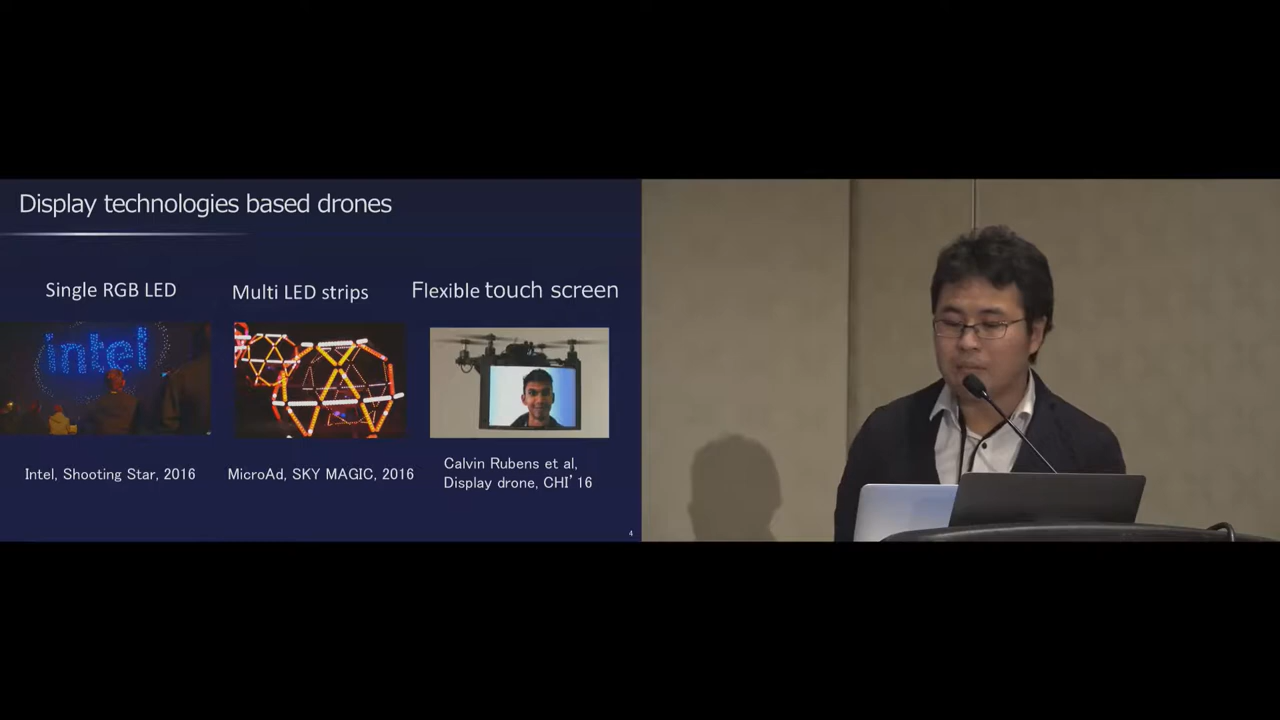 Display technologies based drones
Single RGB LED
Multi LED strips
Flexible touch screen
intel
Intel, Shooting Star, 2016
MicroAd, SKY MAGIC, 2016
Calvin Rubens et al,
Display drone, CHI'16
4